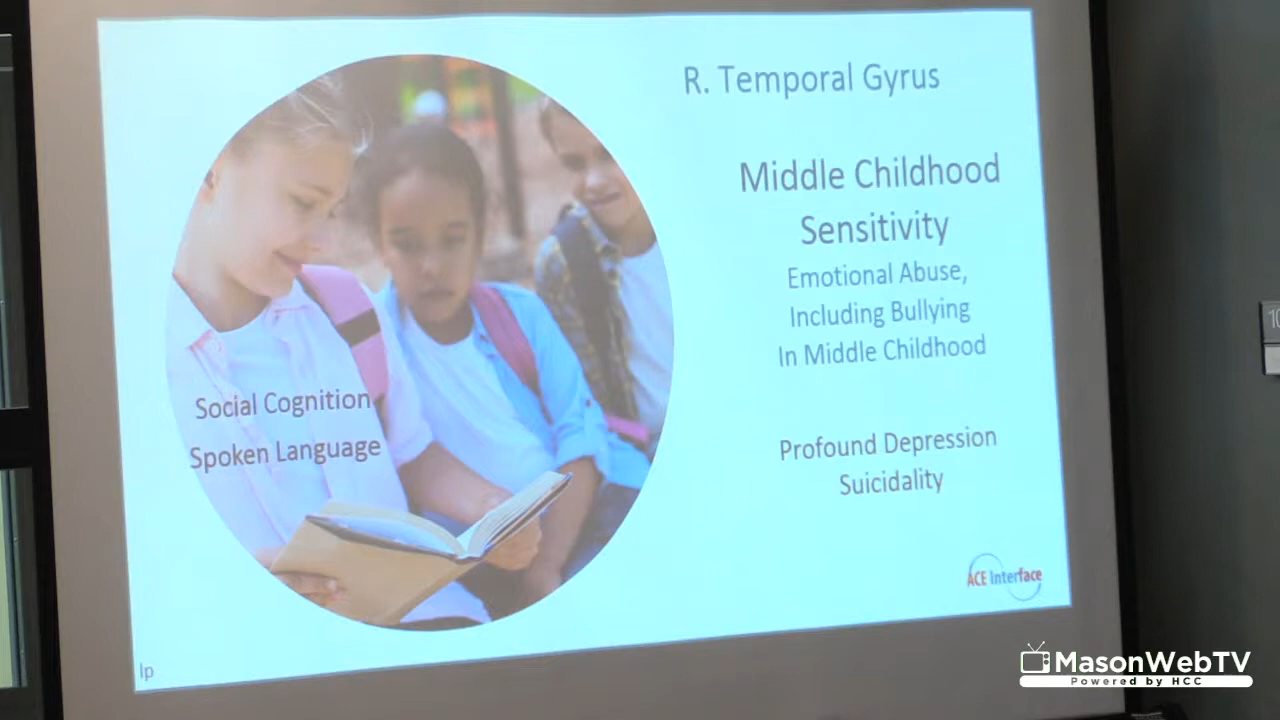 R. Temporal Gyrus
Middle Childhood
Sensitivity
Emotional Abuse,
Including Bullying
In Middle Childhood
Social Cognition
Spoken Language
Profound Depression
Suicidality
ACE Interface
lp
10
MasonWebTV
Powered by HCC